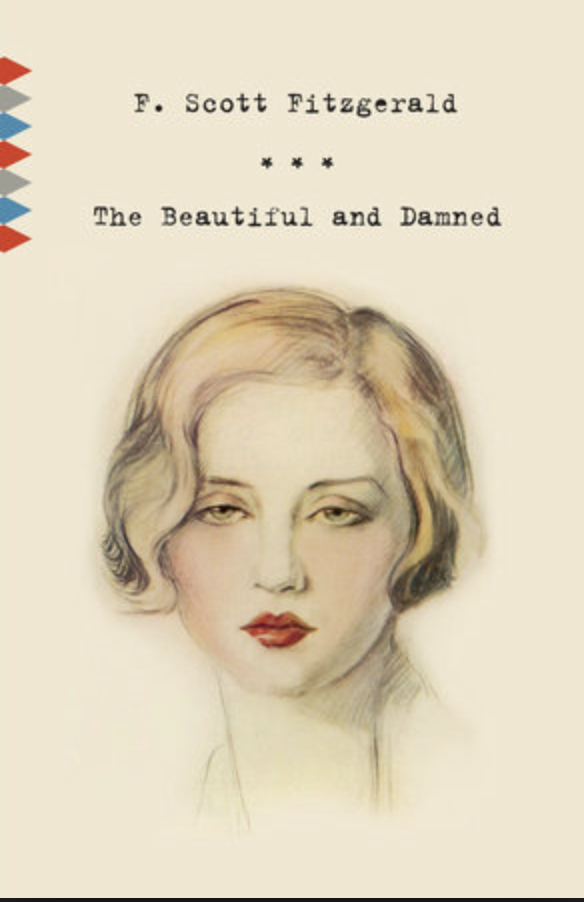 F. Scott Fitzgerald
* * *
The Beautiful and Damned